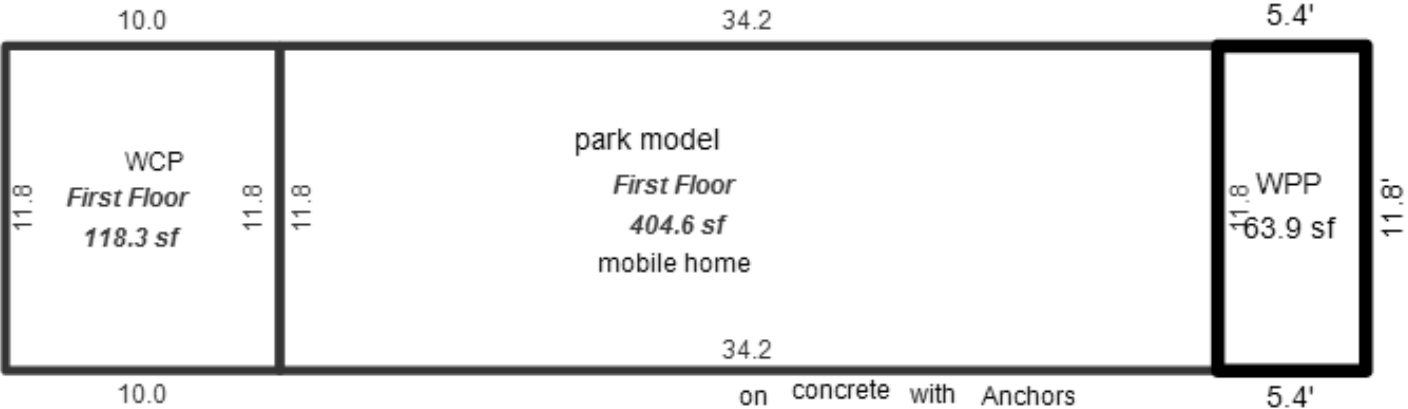 10.0
34.2
5.4'
WCP
First Floor
118.3 sf
11.8
11.8
11.8
park model
First Floor
404.6 sf
mobile home
11.8
WPP
63.9 sf
11.8'
34.2
10.0
on concrete with Anchors
5.4'